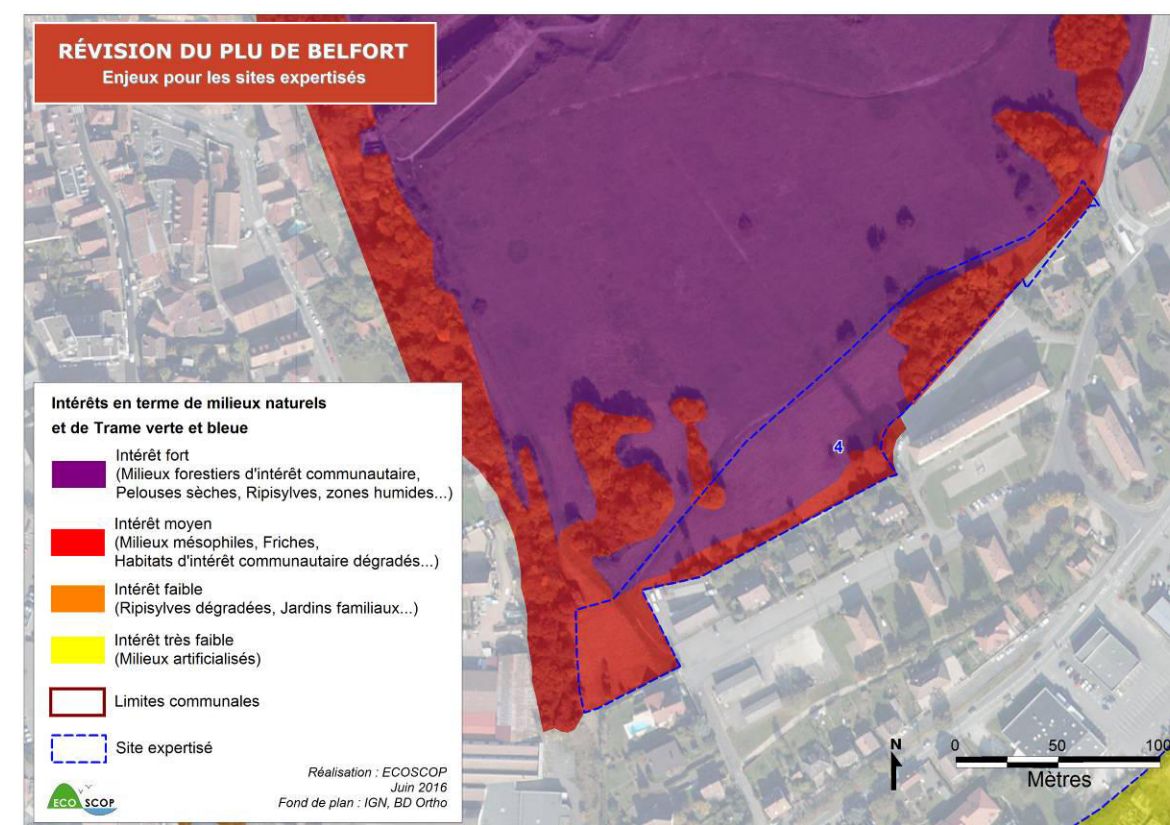 RÉVISION DU PLU DE BELFORT
Enjeux pour les sites expertisés
4
Intérêts en terme de milieux naturels
et de Trame verte et bleue
Intérêt fort
(Milieux forestiers d'intérêt communautaire,
Pelouses sèches, Ripisylves, zones humides...)
Intérêt moyen
(Milieux mésophiles, Friches,
Habitats d'intérêt communautaire dégradés...)
Intérêt faible
(Ripisylves dégradées, Jardins familiaux...)
Intérêt très faible
(Milieux artificialisés)
Limites communales
Site expertisé
Réalisation : ECOSCOP
Juin 2016
Fond de plan : IGN, BD Ortho
ECO SCOP
N
0 50 100
Mètres